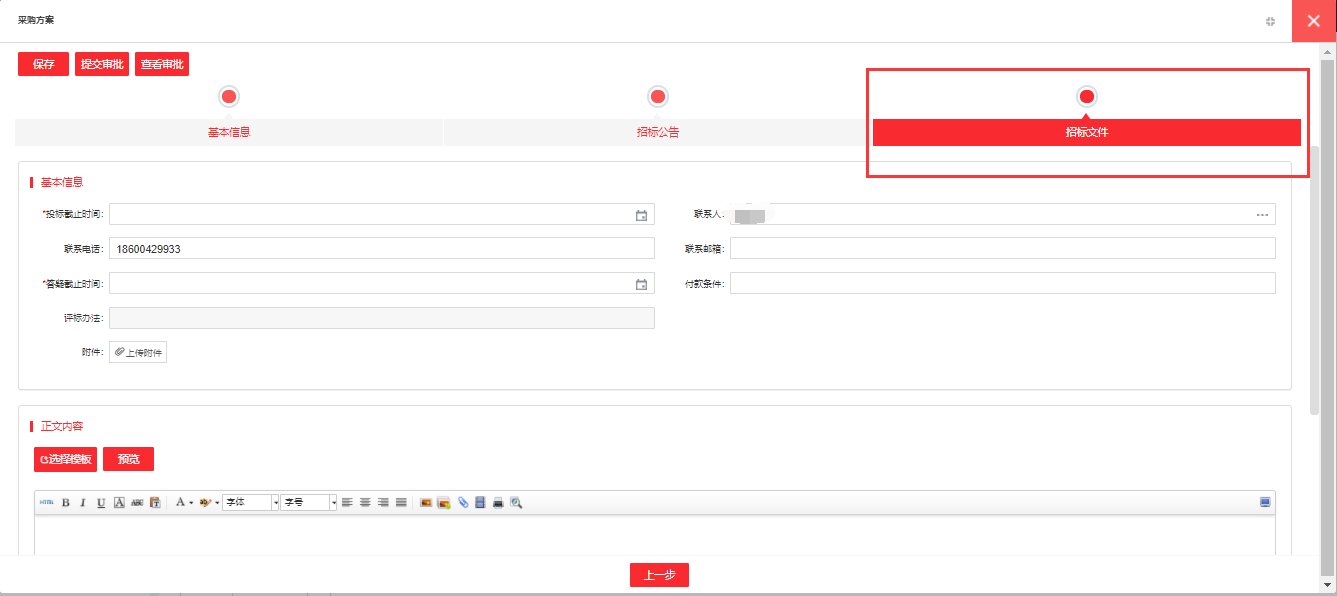 采购方案
保存 提交审批 查看审批
基本信息 招标公告 招标文件
基本信息
*投标截止时间: 联系人:
联系电话: 18600429933 联系邮箱:
*答疑截止时间: 付款条件:
评标办法:
附件: 上传附件
正文内容
选择模板 预览
HTML B I U A ABC A 字体 字号
上一步